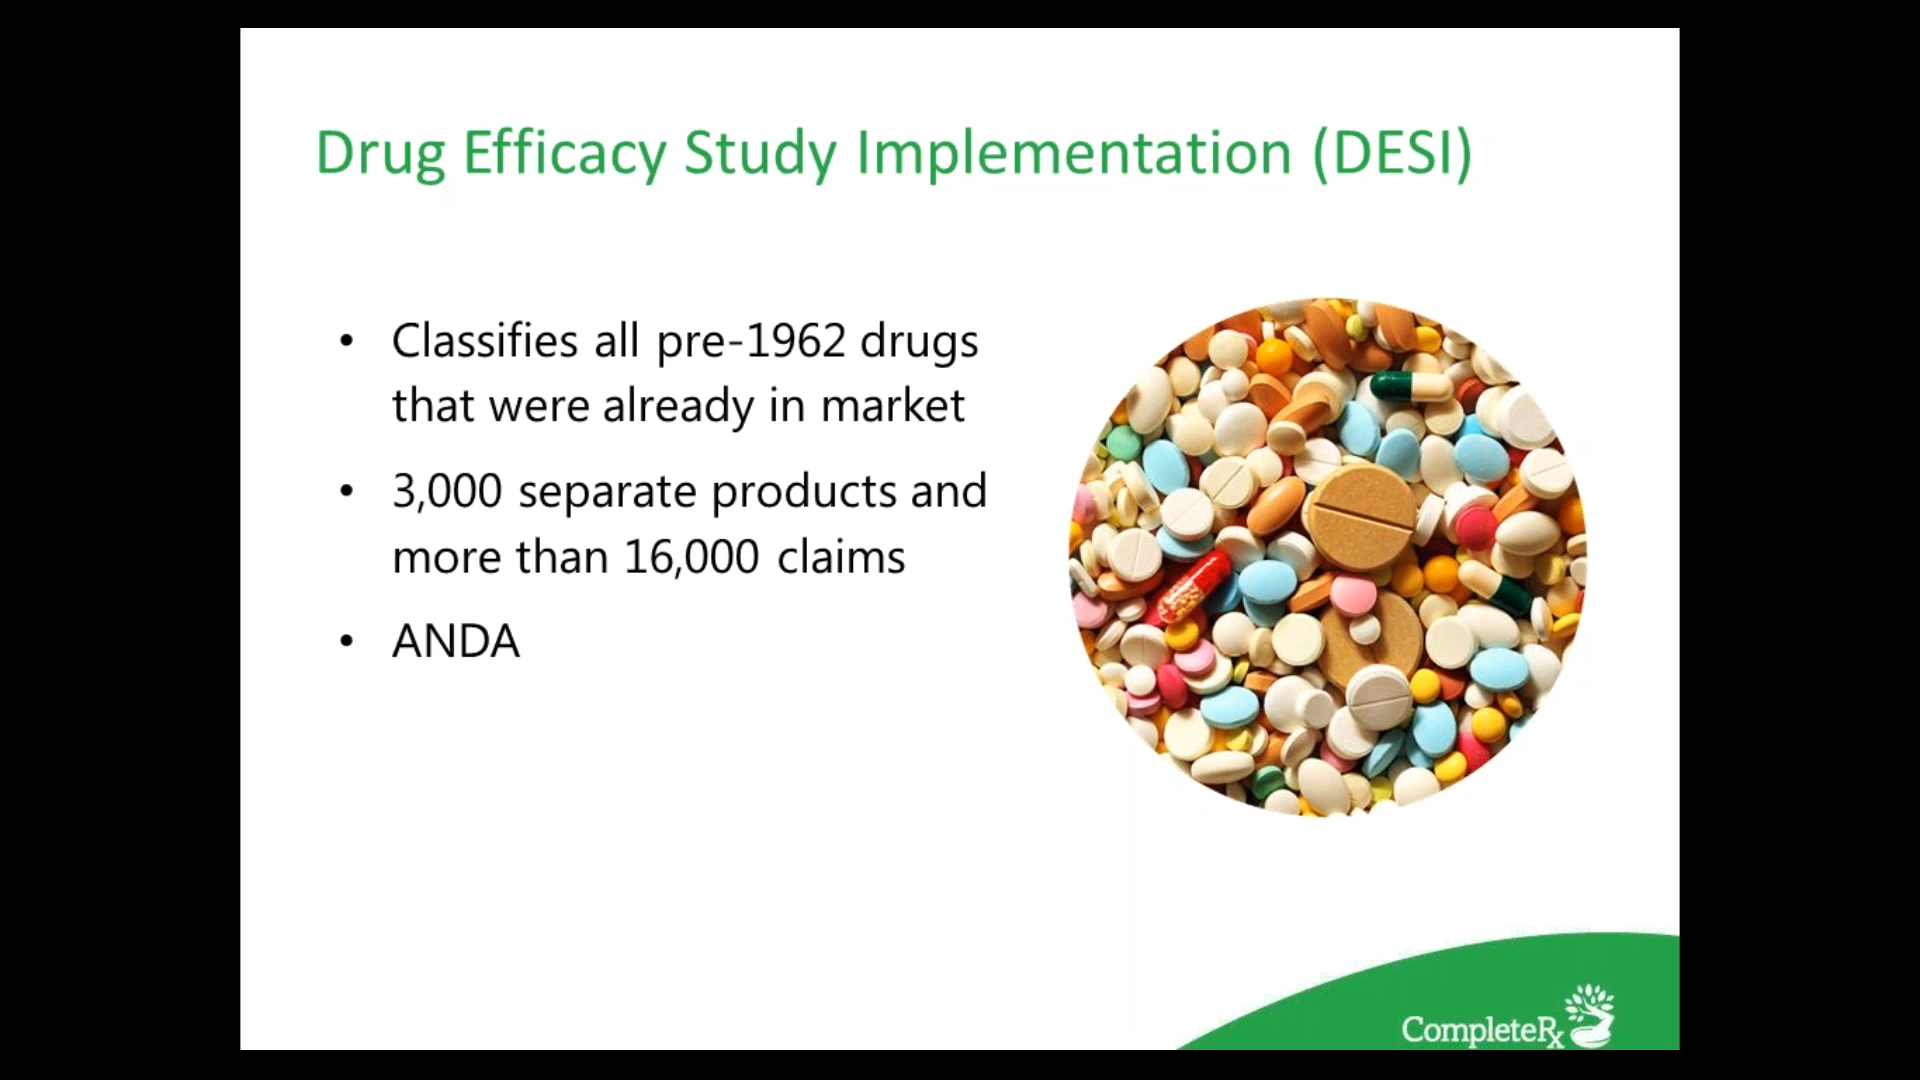 Drug Efficacy Study Implementation (DESI)
• Classifies all pre-1962 drugs
that were already in market
• 3,000 separate products and
more than 16,000 claims
• ANDA
CompleteRx